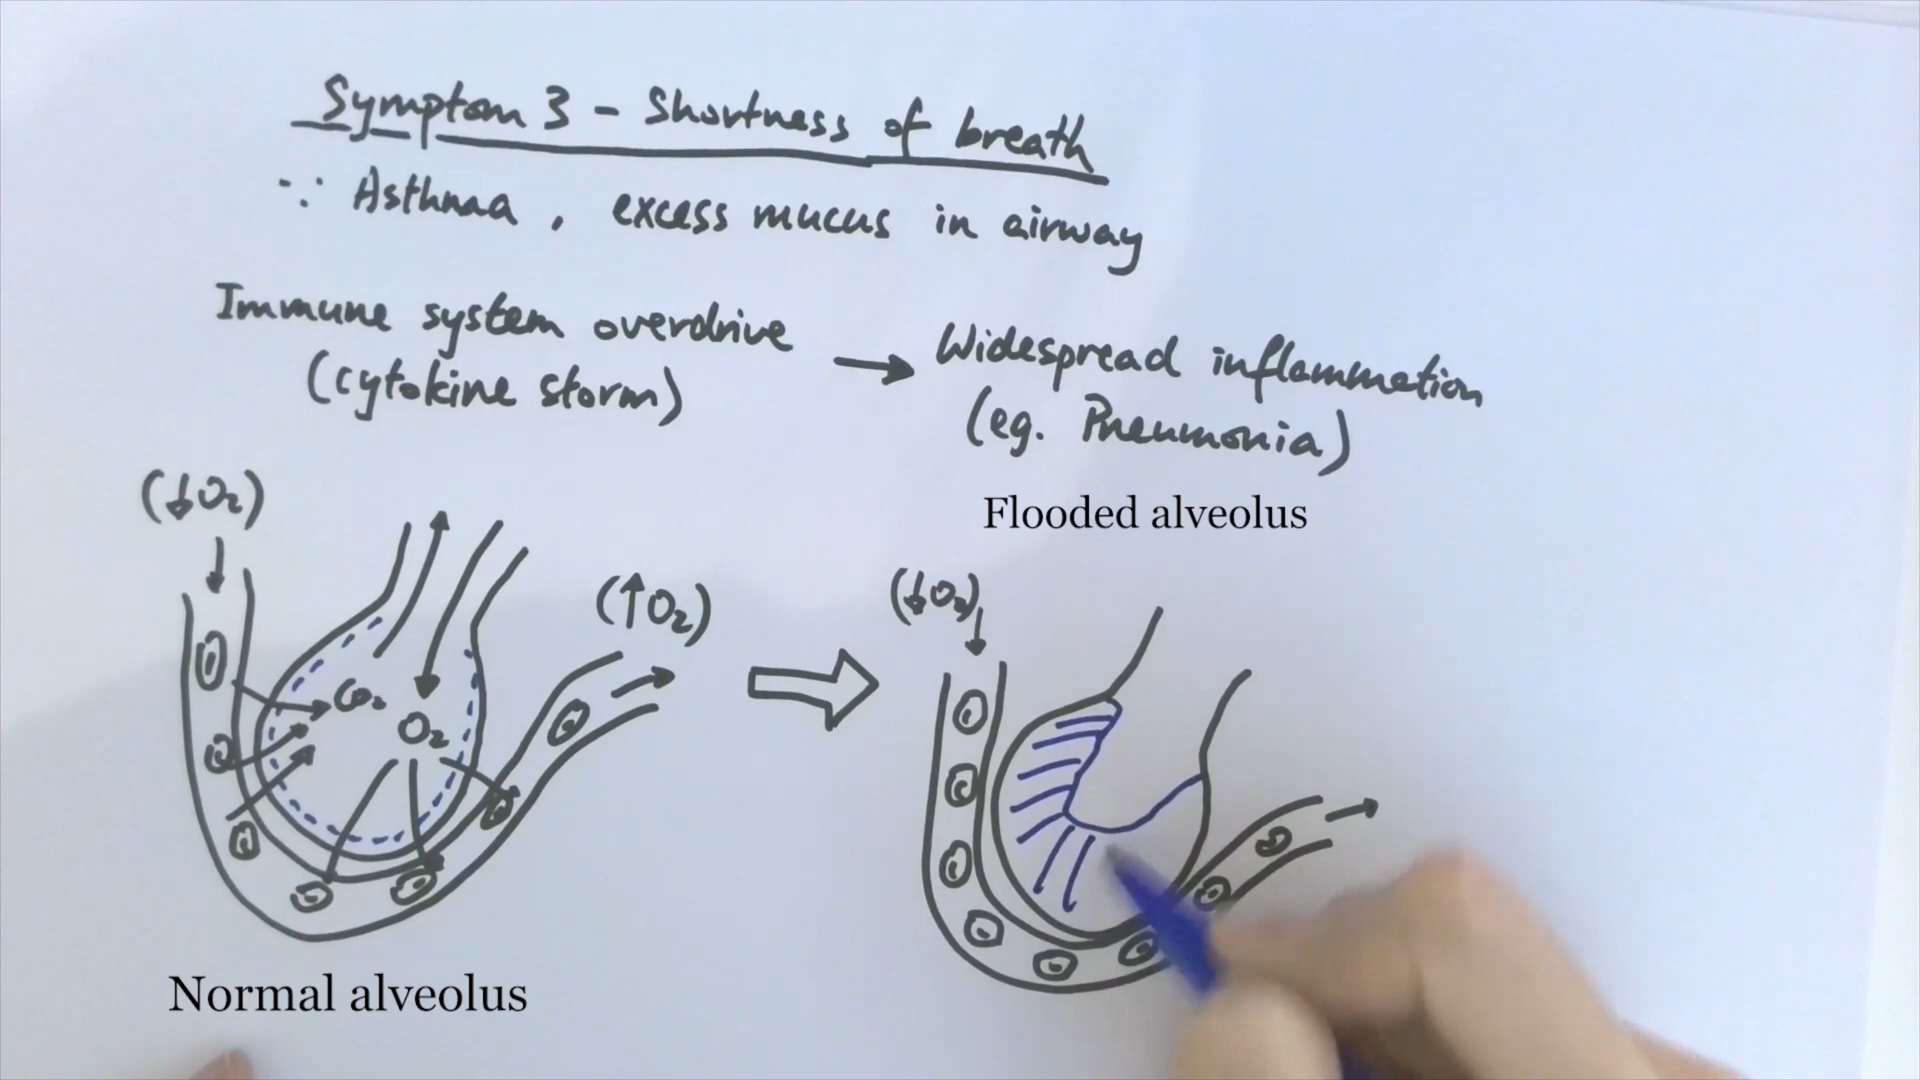 Symptom 3 - Shortness of breath
∵ Asthma, excess mucus in airway
Immune system overdrive
(cytokine storm)
→ Widespread inflammation
(eg. Pneumonia)
(↓O₂)
Flooded alveolus
(↑O₂)
(↓O₂)
CO₂
O₂
Normal alveolus